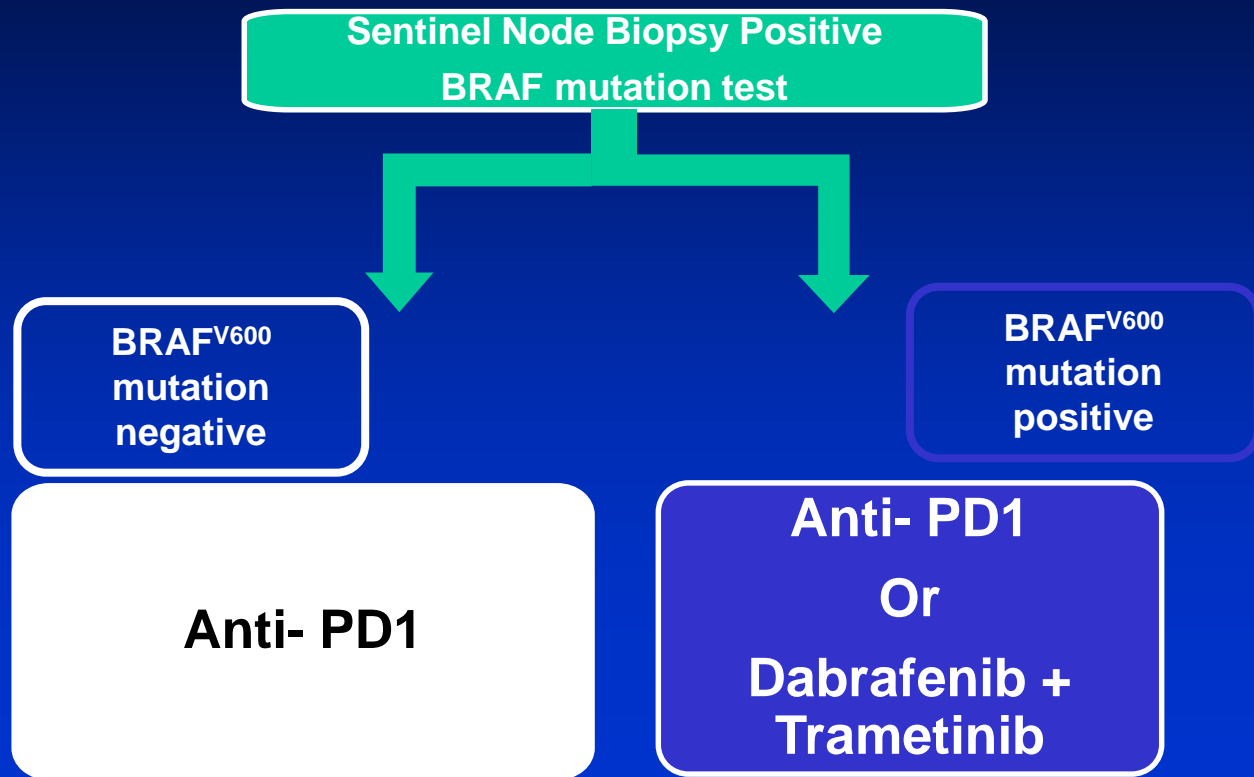 Sentinel Node Biopsy Positive
BRAF mutation test
BRAFV600
mutation
negative
BRAFV600
mutation
positive
Anti- PD1
Anti- PD1
Or
Dabrafenib +
Trametinib